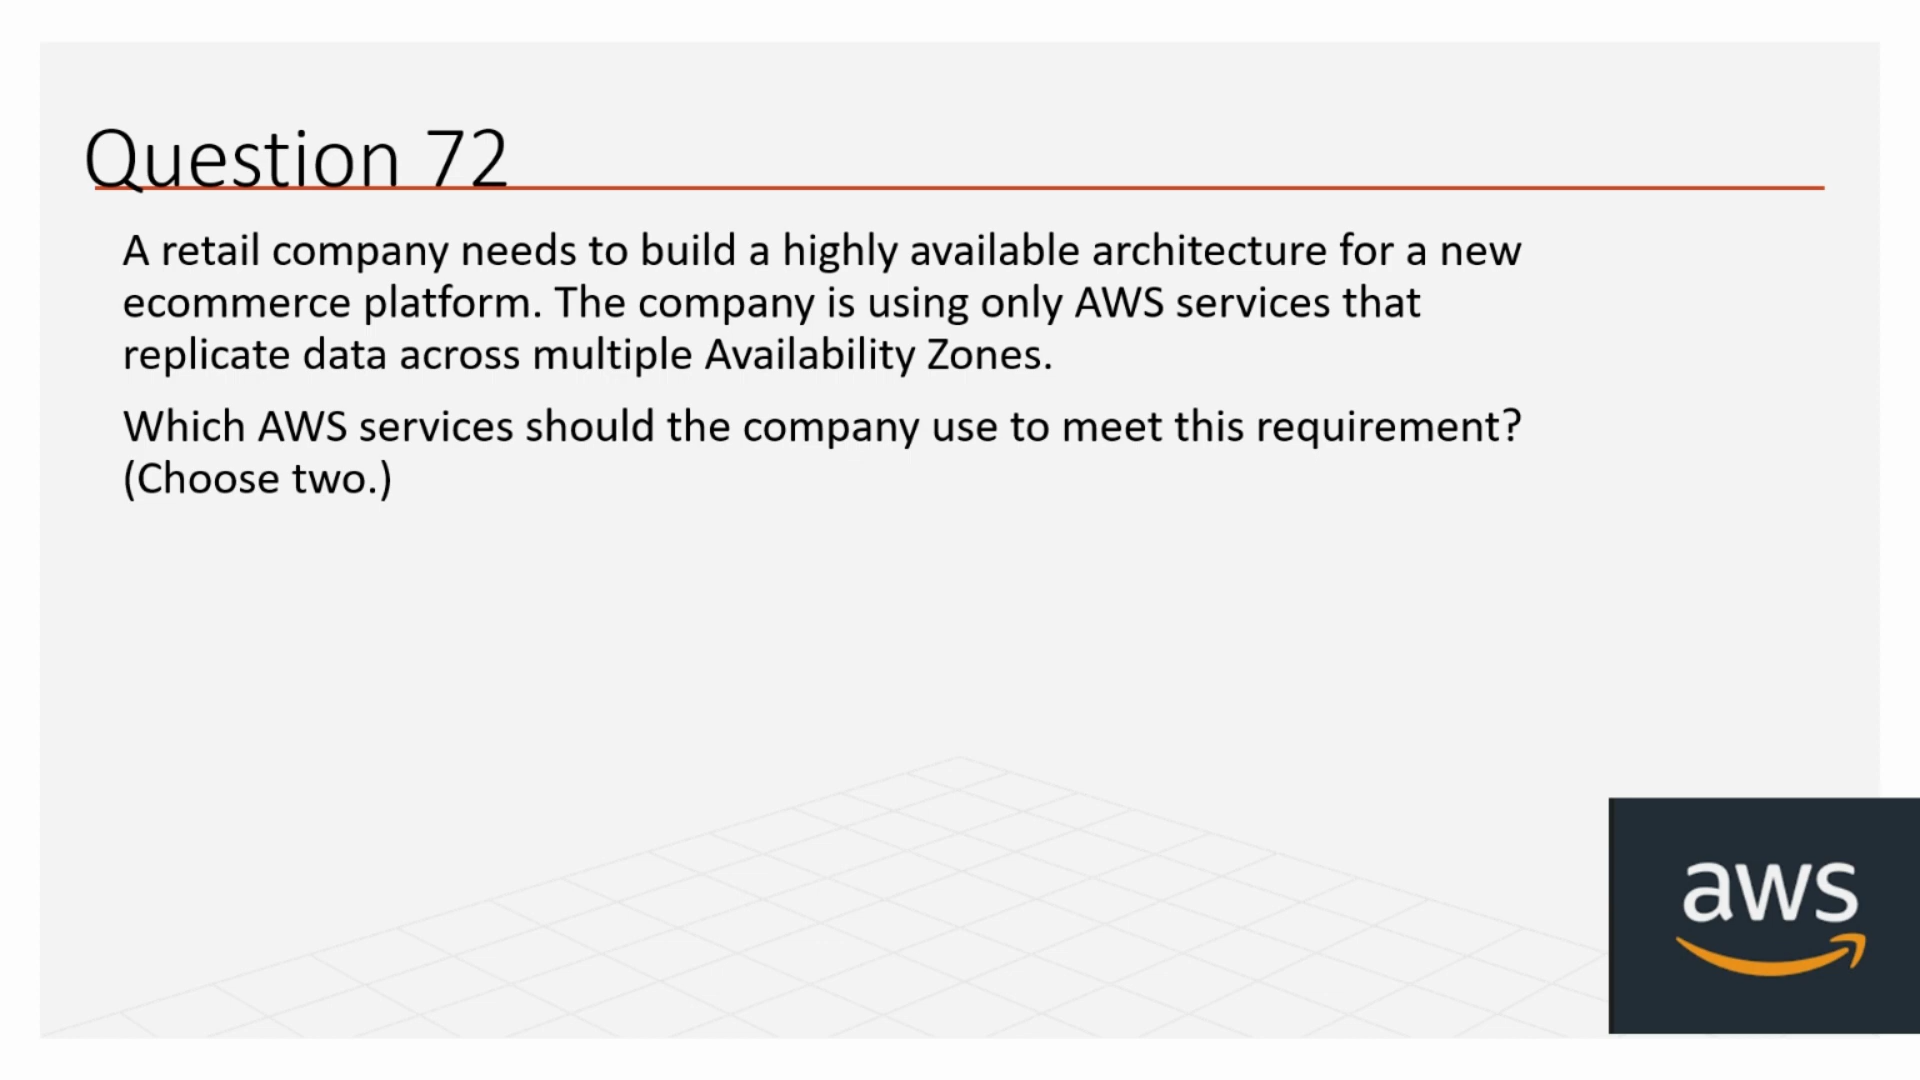 Question 72
A retail company needs to build a highly available architecture for a new
ecommerce platform. The company is using only AWS services that
replicate data across multiple Availability Zones.
Which AWS services should the company use to meet this requirement?
(Choose two.)
aws